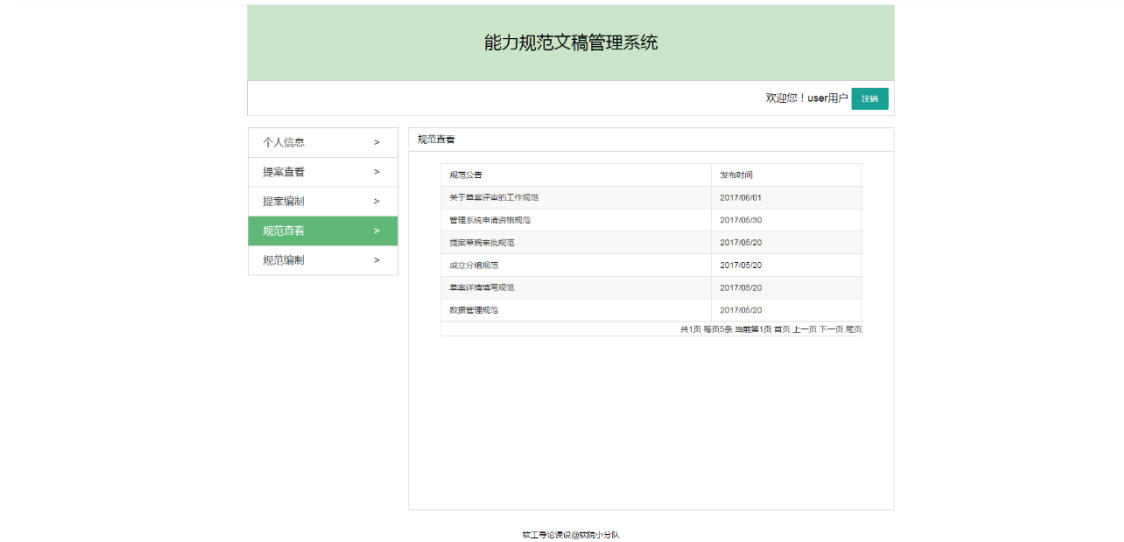 能力规范文稿管理系统
欢迎您！user用户 注销
个人信息 >
提案查看 >
提案编制 >
规范查看 >
规范编制 >
规范查看
规范公告 发布时间
关于草案评审的工作规范 2017/06/01
管理系统申请资格规范 2017/05/30
提案草稿审批规范 2017/05/20
成立分组规范 2017/05/20
草案详情填写规范 2017/05/20
数据管理规范 2017/05/20
共1页 每页5条 当前第1页 首页 上一页 下一页 尾页
软工导论课设@软院小分队